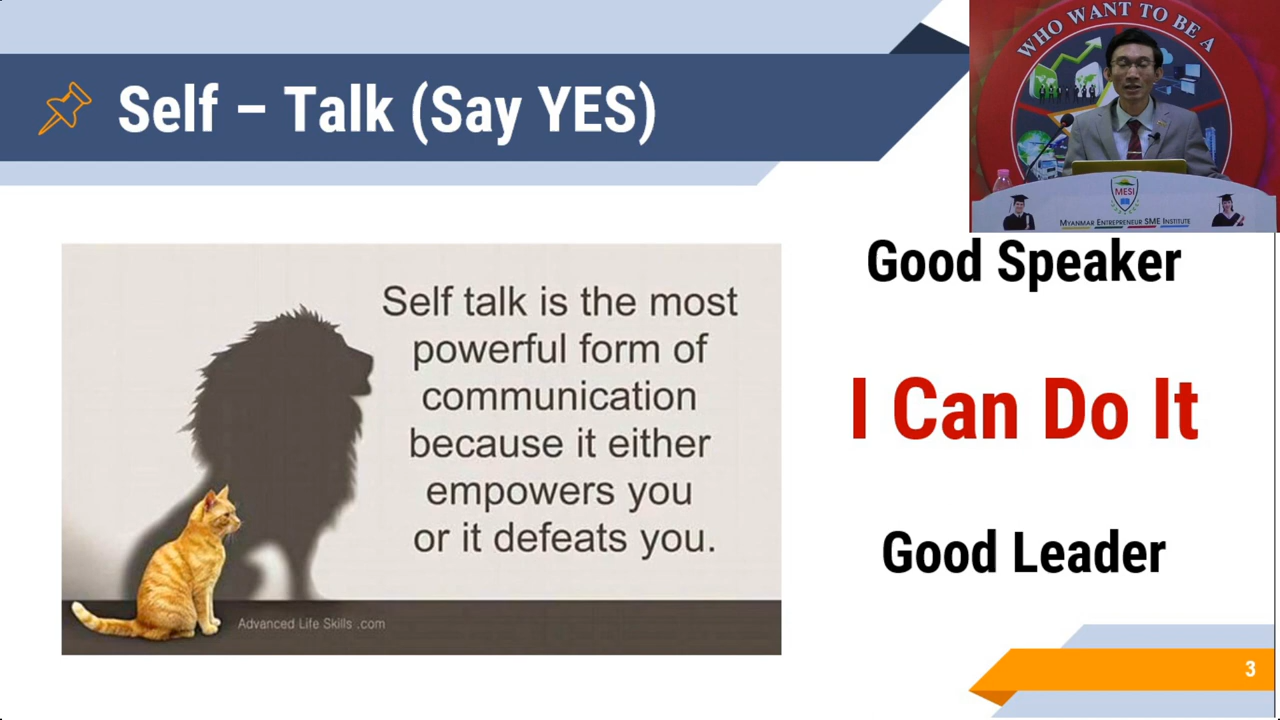 Self – Talk (Say YES)
WHO WANT TO BE A
MESI
MYANMAR ENTREPRENEUR SME INSTITUTE
Self talk is the most
powerful form of
communication
because it either
empowers you
or it defeats you.
Advanced Life Skills .com
Good Speaker
I Can Do It
Good Leader
3